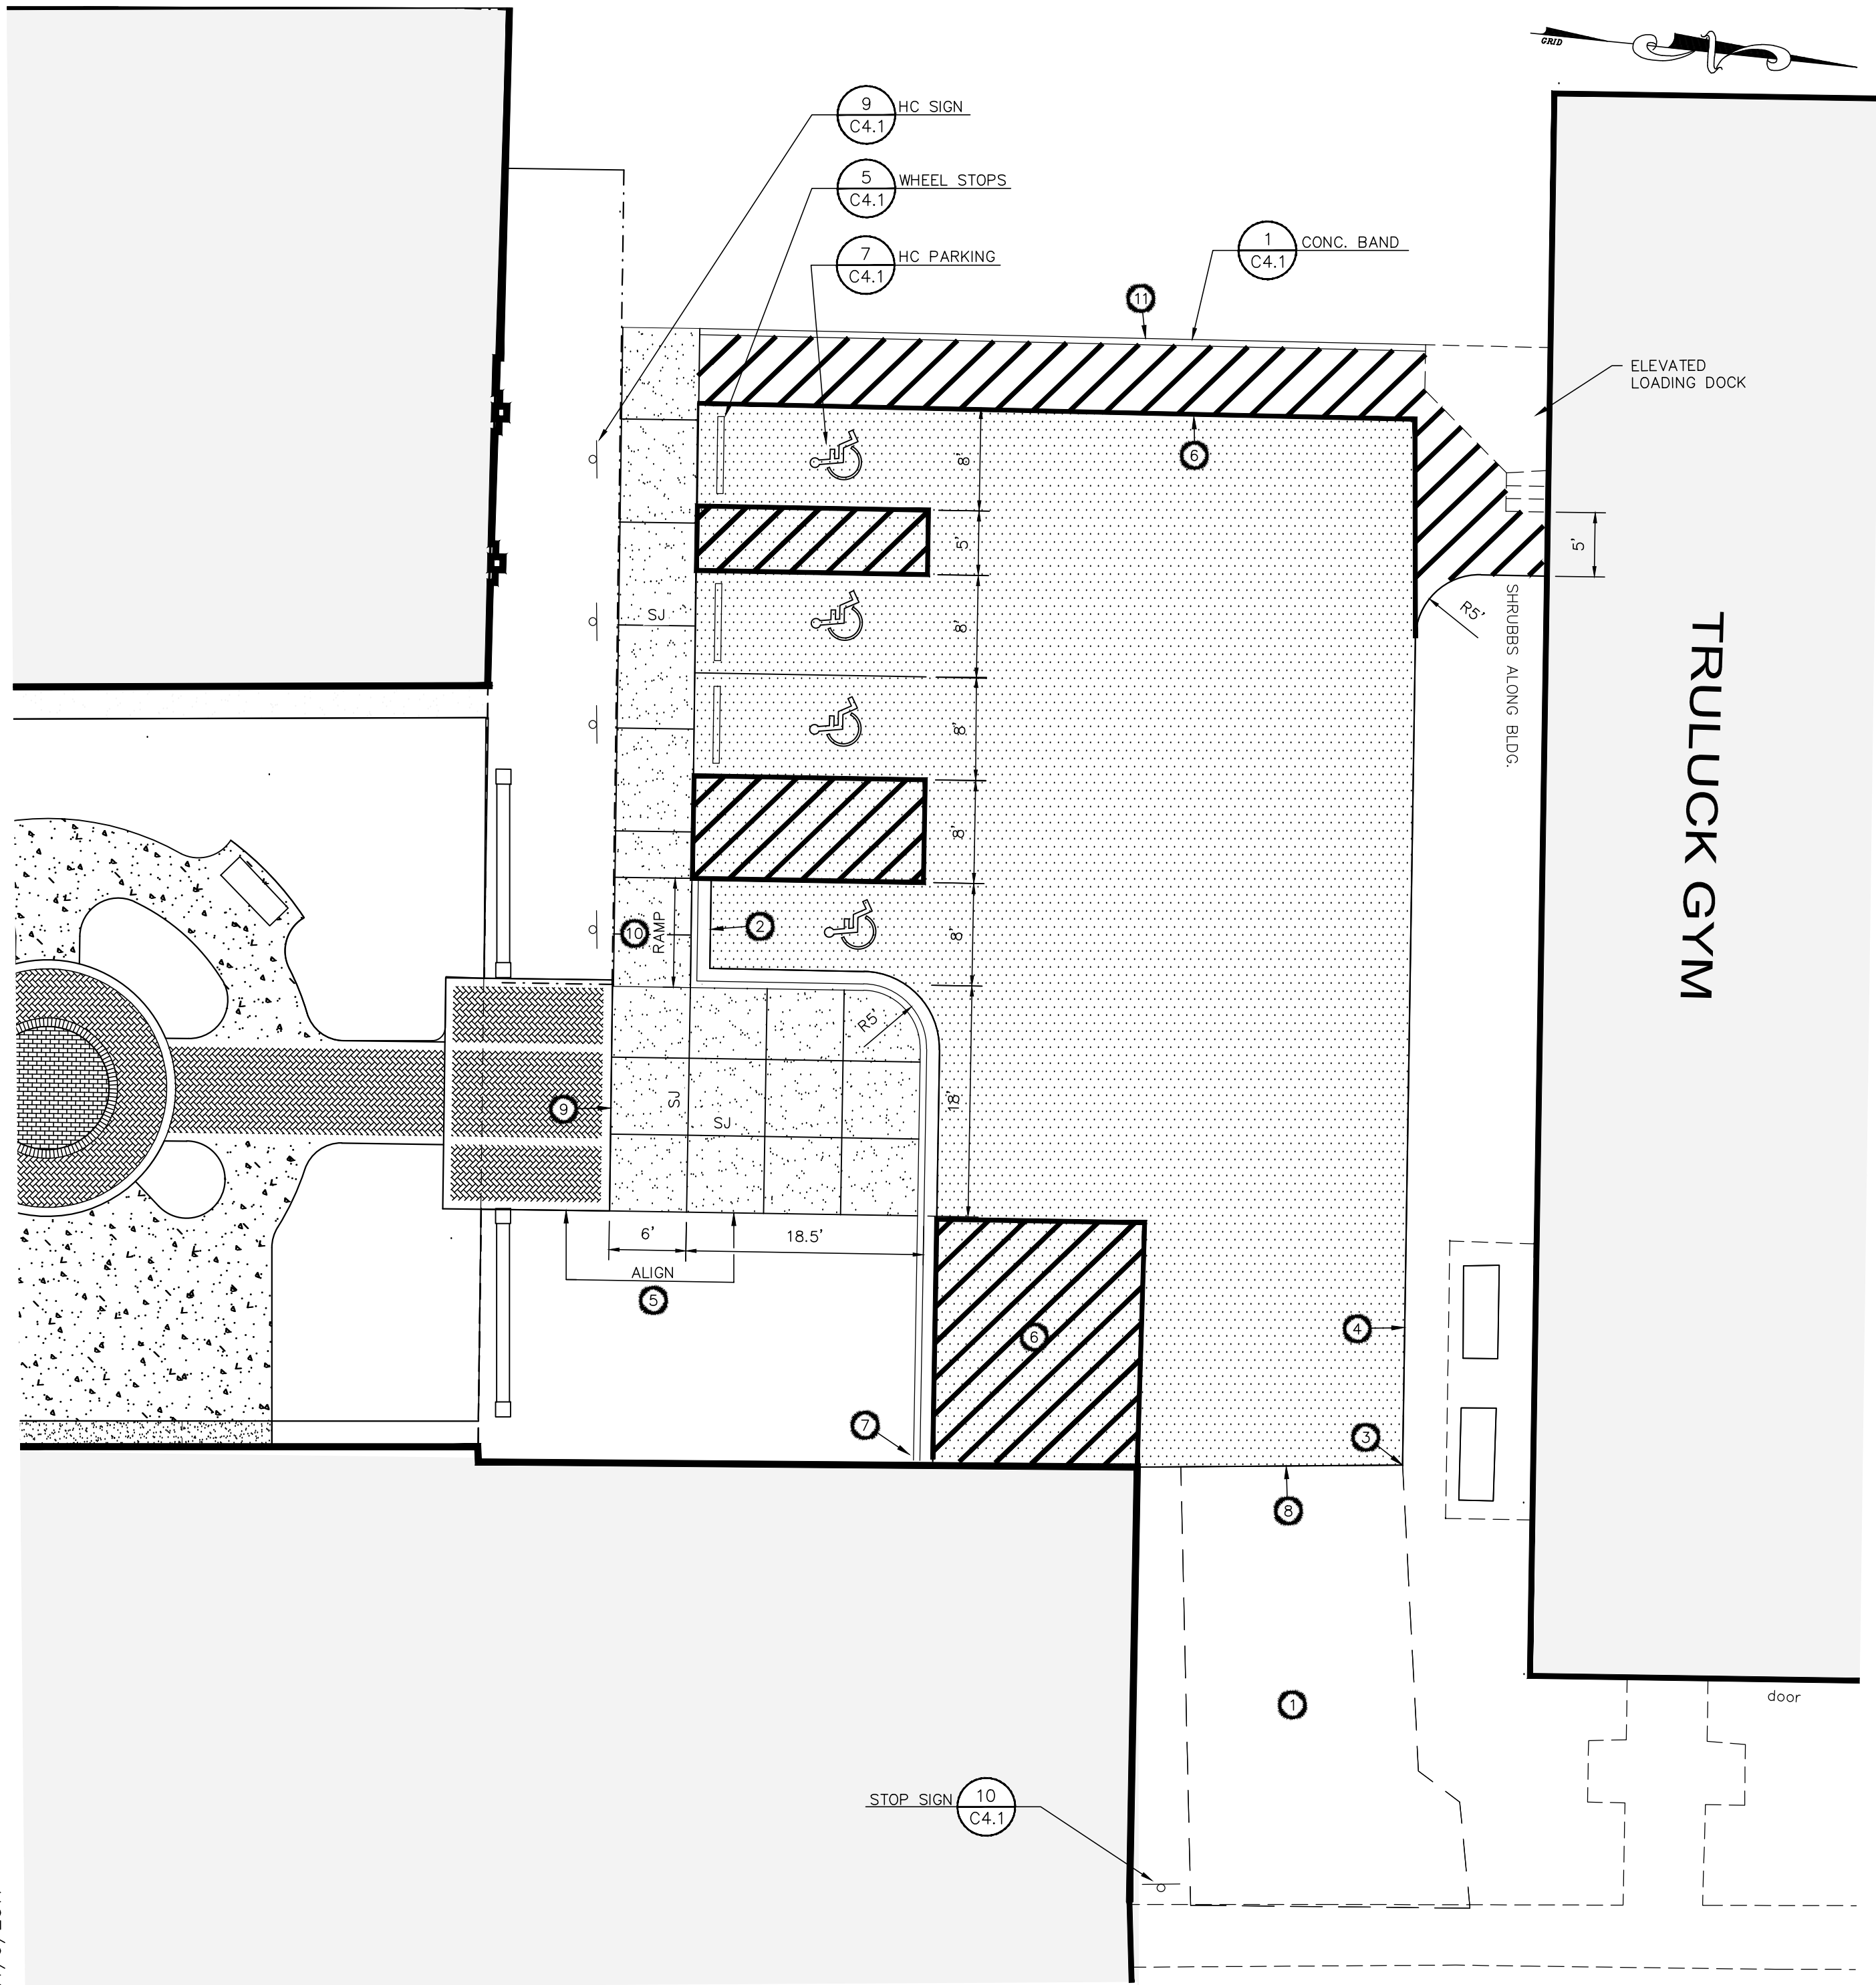 GRID
9
C4.1
HC SIGN
5
C4.1
WHEEL STOPS
7
C4.1
HC PARKING
1
C4.1
CONC. BAND
11
ELEVATED
LOADING DOCK
6
8'
5'
5'
R5'
SHRUBBS ALONG BLDG.
TRULUCK GYM
SJ
8'
8'
8'
RAMP
10
2
8'
R5'
9
SJ
SJ
18'
6'
18.5'
ALIGN
5
6
4
7
3
8
1
door
STOP SIGN
10
C4.1